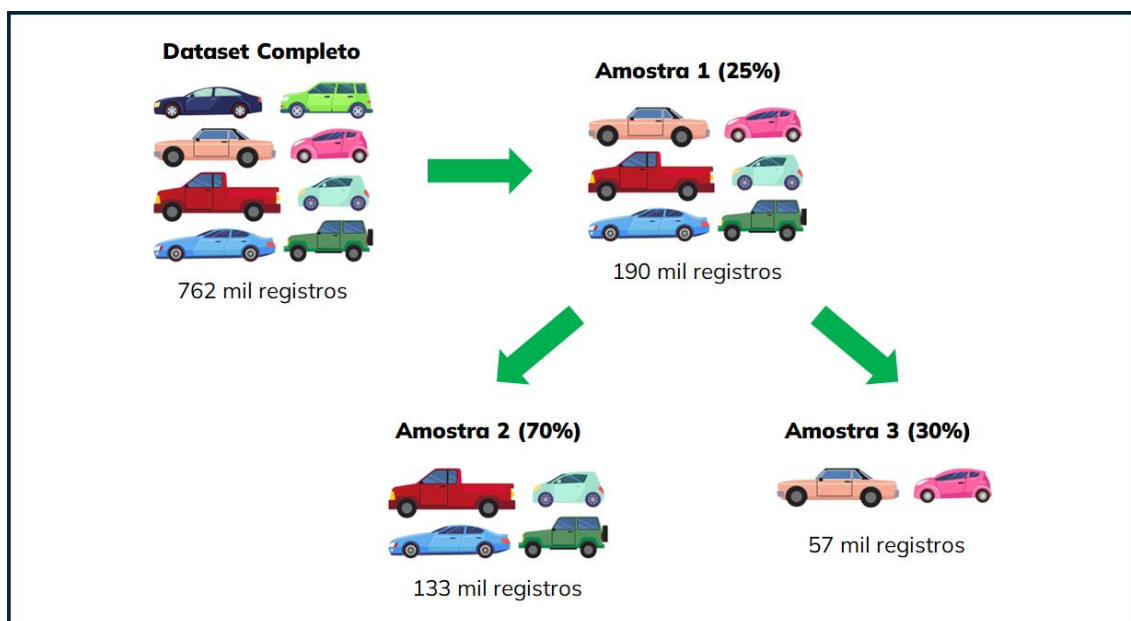 Dataset Completo
762 mil registros
Amostra 1 (25%)
190 mil registros
Amostra 2 (70%)
133 mil registros
Amostra 3 (30%)
57 mil registros